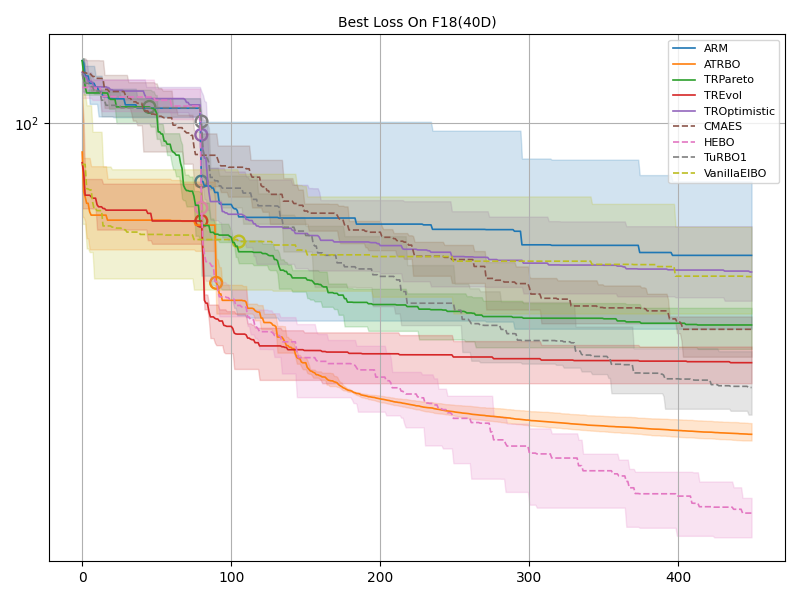 Best Loss On F18(40D)
10²
ARM
ATRBO
TRPareto
TREvol
TROptimistic
CMAES
HEBO
TuRBO1
VanillaEIBO
0
100
200
300
400